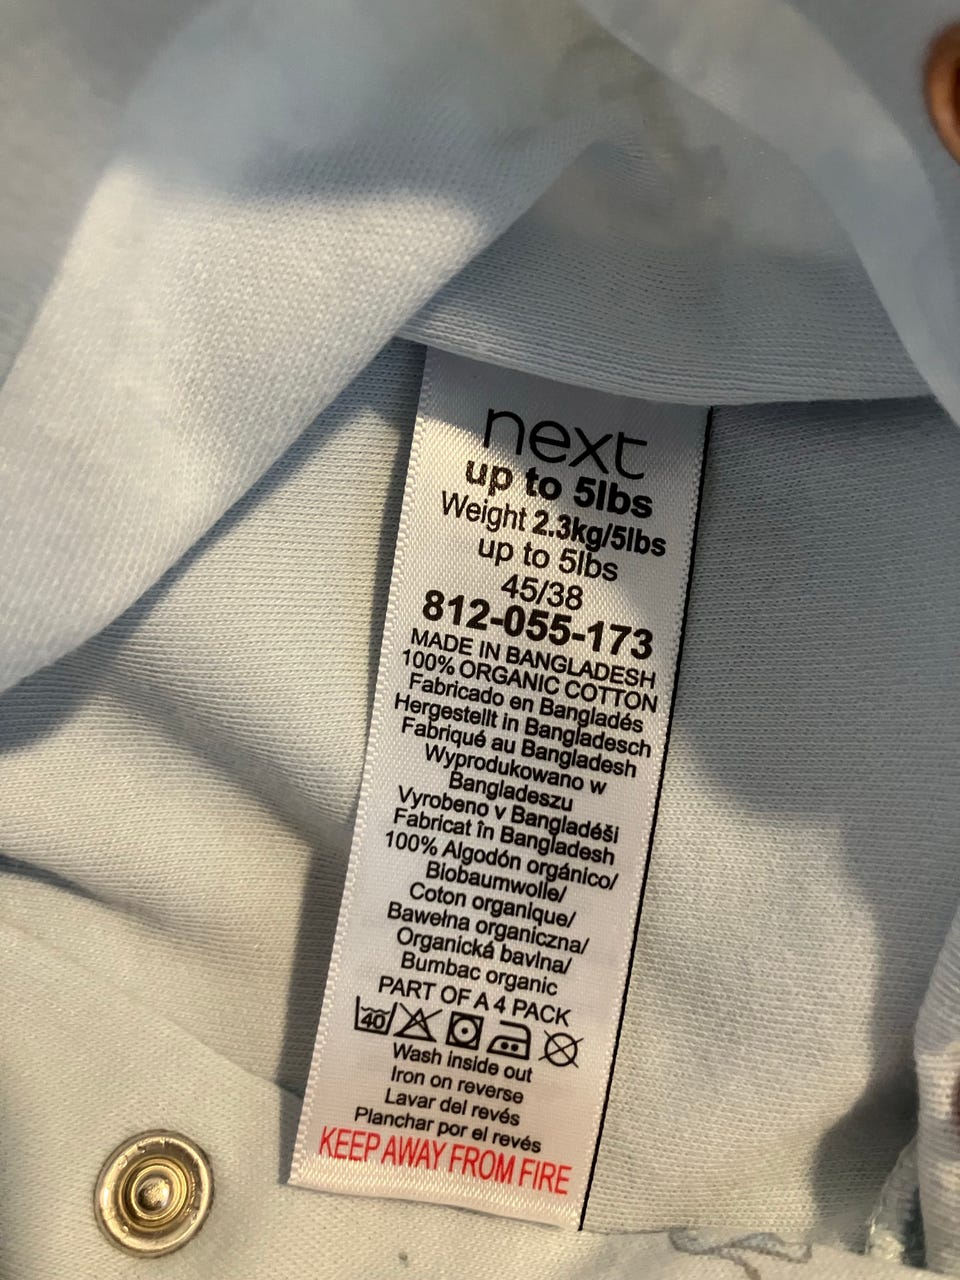 next
up to 5lbs
Weight 2.3kg/5lbs
up to 5lbs
45/38
812-055-173
MADE IN BANGLADESH
100% ORGANIC COTTON
Fabricado en Bangladés
Hergestellt in Bangladesch
Fabriqué au Bangladesh
Wyprodukowano w
Bangladeszu
Vyrobeno v Bangladéši
Fabricat în Bangladesh
100% Algodón orgánico/
Biobaumwolle/
Coton organique/
Bawełna organiczna/
Organická bavlna/
Bumbac organic
PART OF A 4 PACK
40
Wash inside out
Iron on reverse
Lavar del revés
Planchar por el revés
KEEP AWAY FROM FIRE